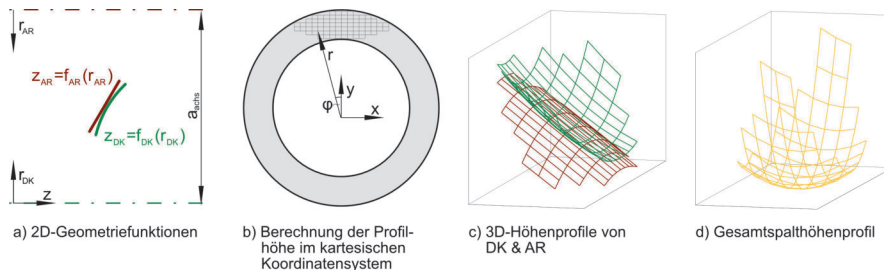 r_AR
z_AR=f_AR(r_AR)
z_DK=f_DK(r_DK)
a_achs
r_DK
z
r
y
φ
x
a) 2D-Geometriefunktionen
b) Berechnung der Profil-
höhe im kartesischen
Koordinatensystem
c) 3D-Höhenprofile von
DK & AR
d) Gesamtspalthöhenprofil